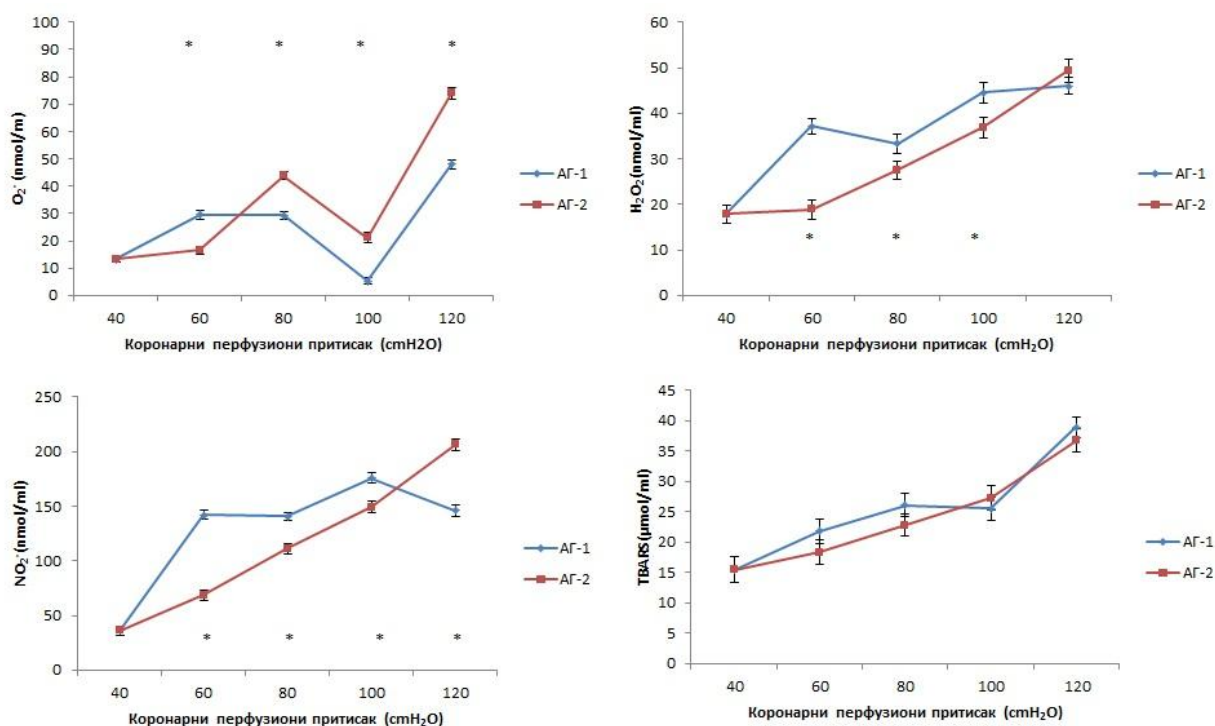 O₂⁻ (nmol/m)
100
90
80
70
60
50
40
30
20
10
0
* * * *
АГ-1
АГ-2
40 60 80 100 120
Коронарни перфузиони притисак (cmH2O)
H₂O₂(nmol/ml)
60
50
40
30
20
10
0
* * *
АГ-1
АГ-2
40 60 80 100 120
Коронарни перфузиони притисак (cmH₂O)
NO₂⁻(nmol/ml)
250
200
150
100
50
0
* * * *
АГ-1
АГ-2
40 60 80 100 120
Коронарни перфузиони притисак (cmH₂O)
TBARS(µmol/ml)
45
40
35
30
25
20
15
10
5
0
АГ-1
АГ-2
40 60 80 100 120
Коронарни перфузиони притисак (cmH₂O)